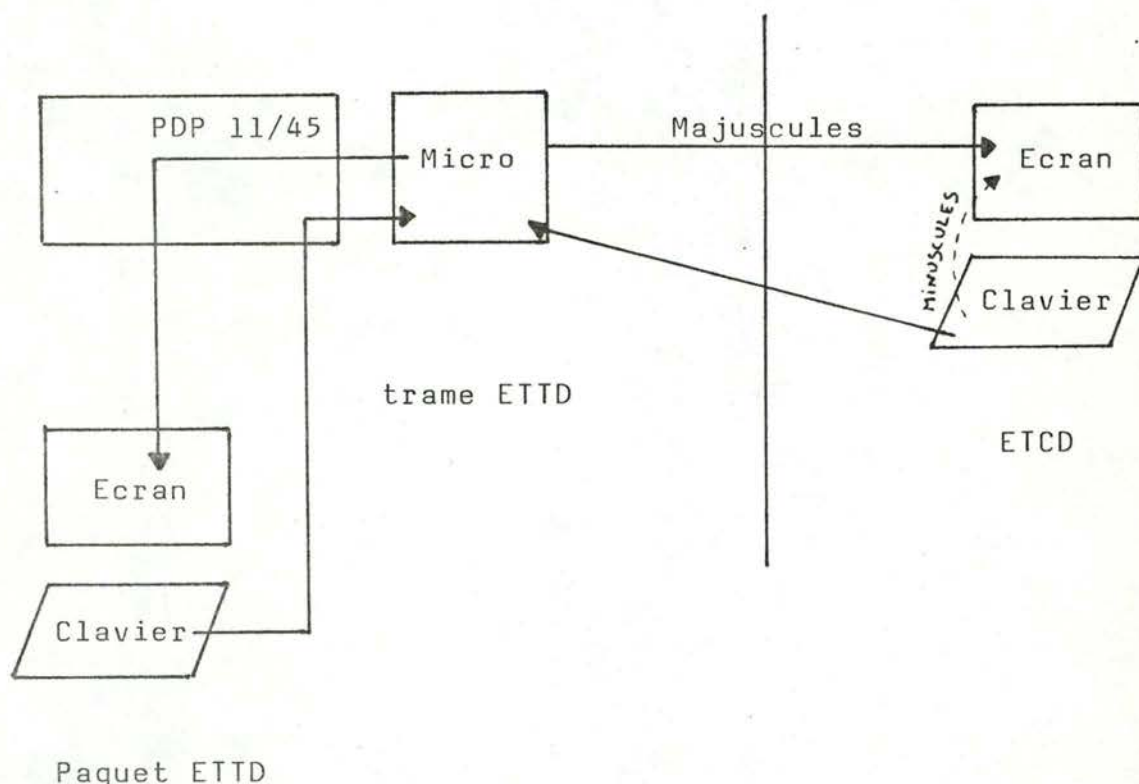 PDP 11/45
Micro
Majuscules
Ecran
MINUSCULES
Clavier
trame ETTD
ETCD
Ecran
Clavier
Paquet ETTD